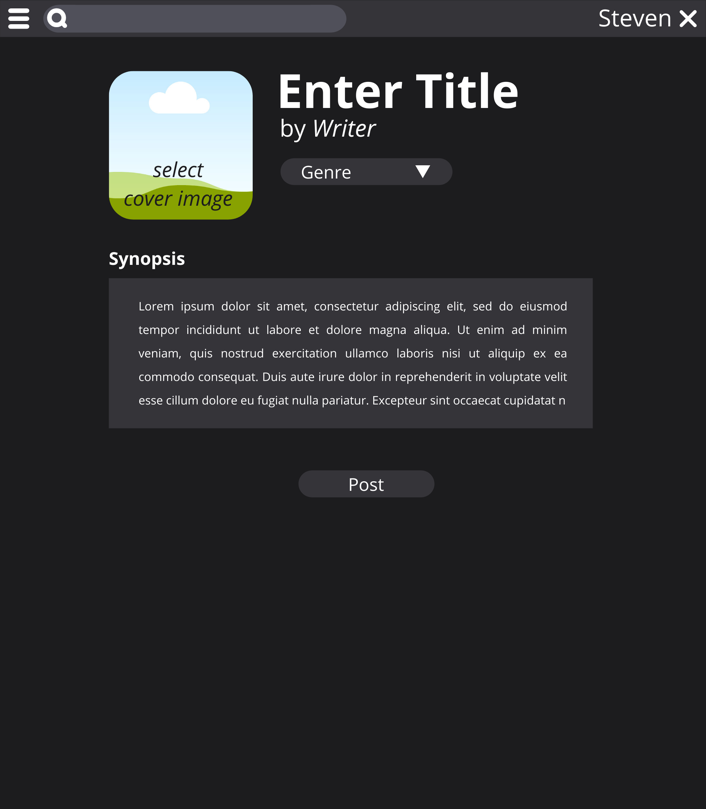 Steven
Enter Title
by Writer
Genre
select
cover image
Synopsis
Lorem ipsum dolor sit amet, consectetur adipiscing elit, sed do eiusmod
tempor incididunt ut labore et dolore magna aliqua. Ut enim ad minim
veniam, quis nostrud exercitation ullamco laboris nisi ut aliquip ex ea
commodo consequat. Duis aute irure dolor in reprehenderit in voluptate velit
esse cillum dolore eu fugiat nulla pariatur. Excepteur sint occaecat cupidatat n
Post